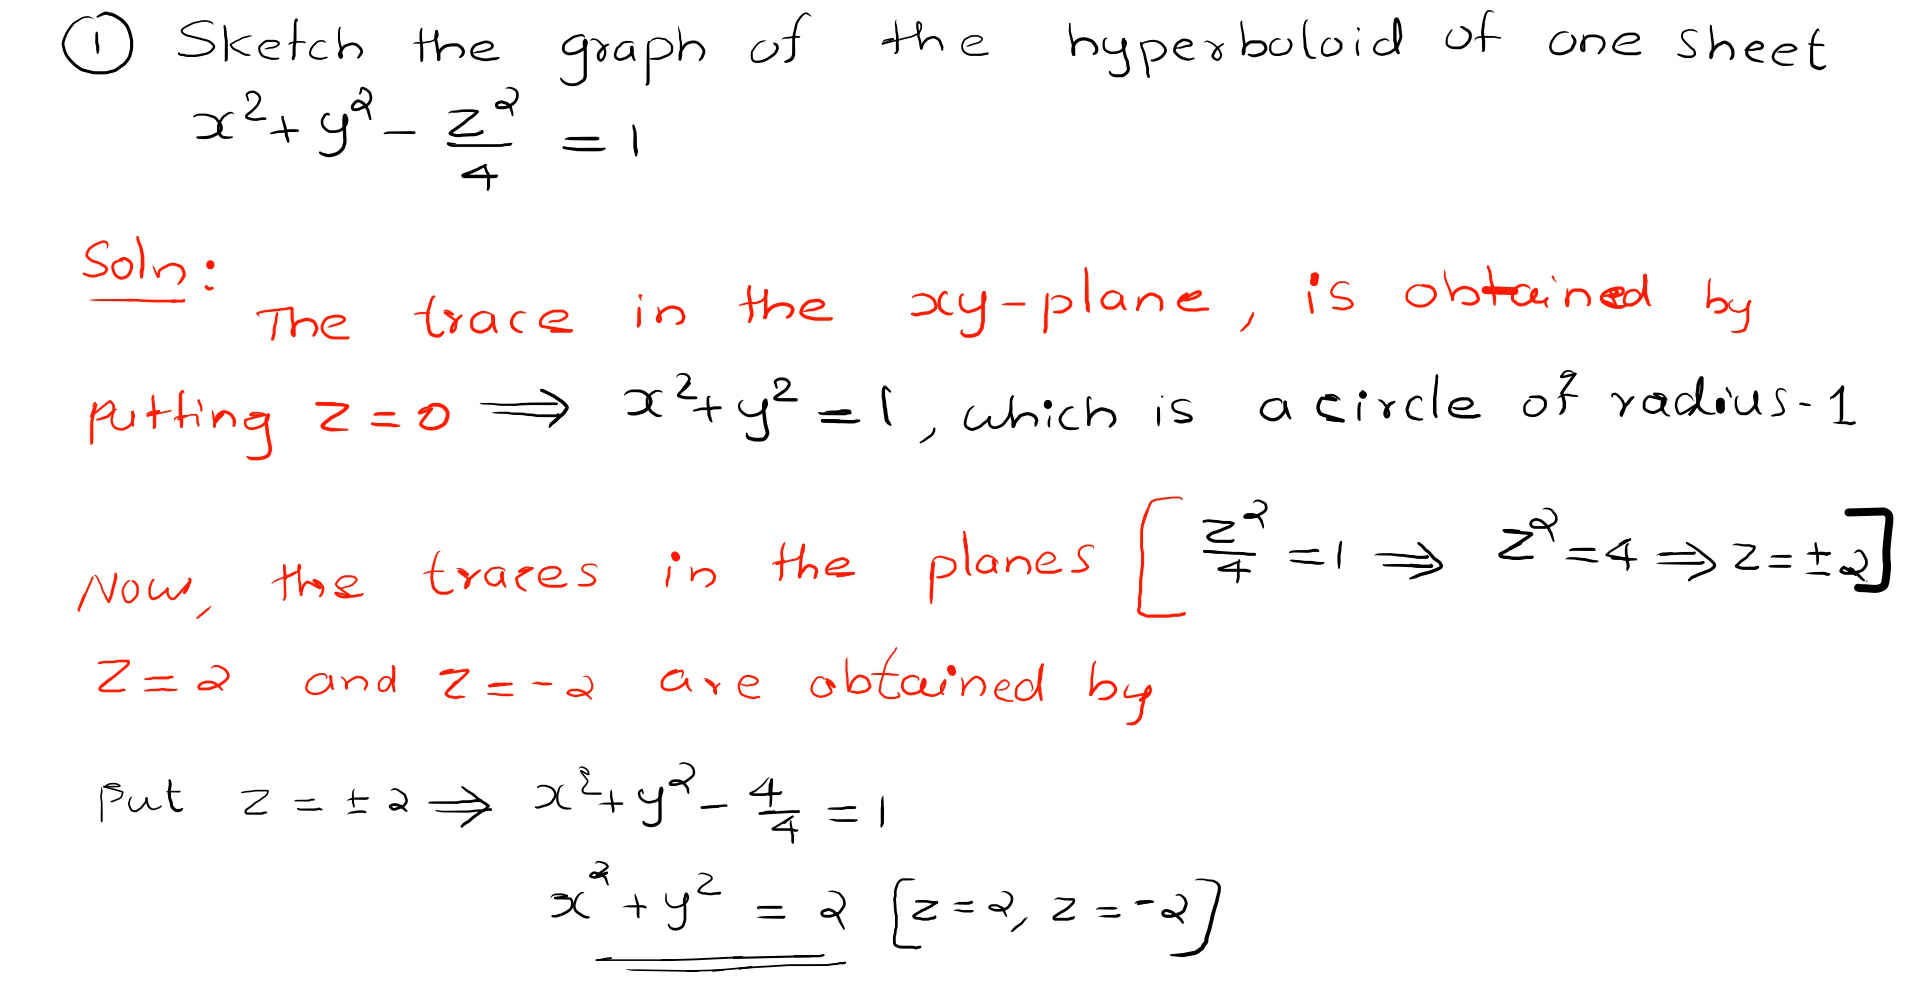 ① Sketch the graph of the hyperboloid of one sheet
x² + y² - z²/4 = 1
Soln:
The trace in the xy-plane, is obtained by
putting z = 0 ⟹ x² + y² = 1, which is a circle of radius-1
Now, the traces in the planes [z²/4 = 1 ⟹ z² = 4 ⟹ z = ±2]
z = 2 and z = -2 are obtained by
Put z = ±2 ⟹ x² + y² - 4/4 = 1
x² + y² = 2 [z = 2, z = -2]